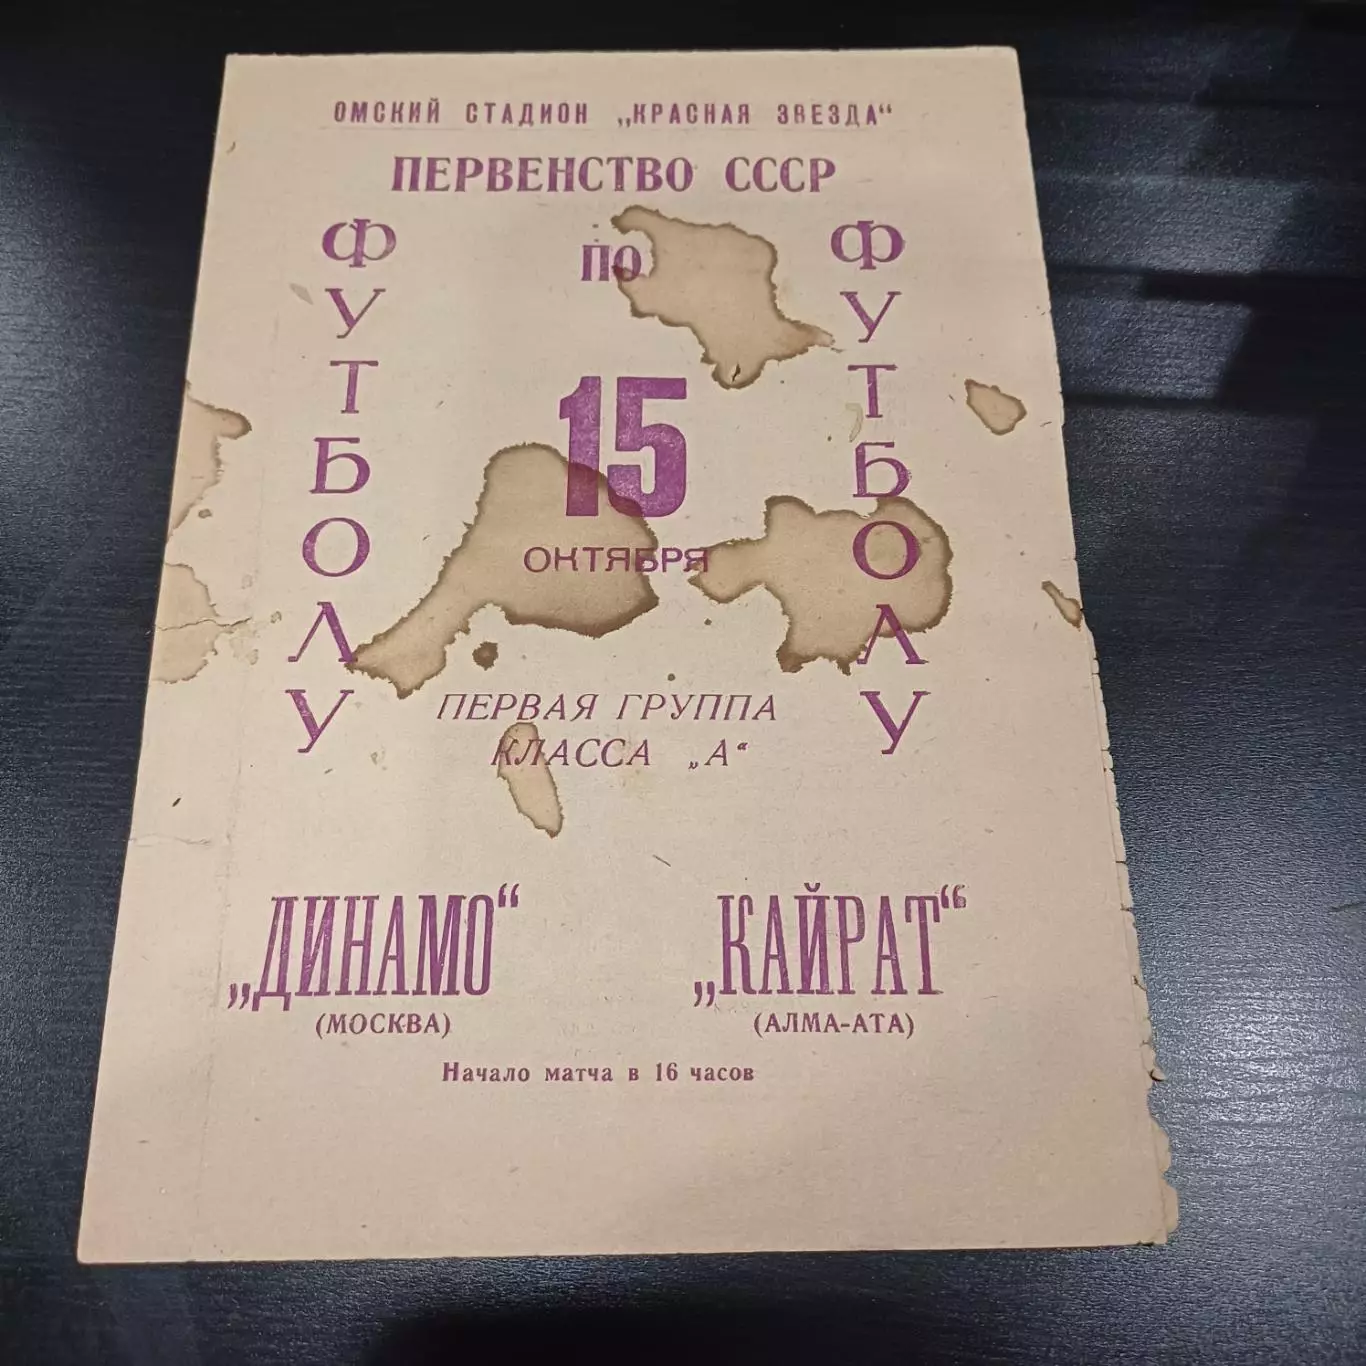 ОМСКИЙ СТАДИОН „КРАСНАЯ ЗВЕЗДА“
ПЕРВЕНСТВО СССР
ФУТБОЛУ
ПО
ФУТБОЛУ
15
ОКТЯБРЯ
ПЕРВАЯ ГРУППА
КЛАССА „А“
„ДИНАМО“
(МОСКВА)
„КАЙРАТ“
(АЛМА-АТА)
Начало матча в 16 часов